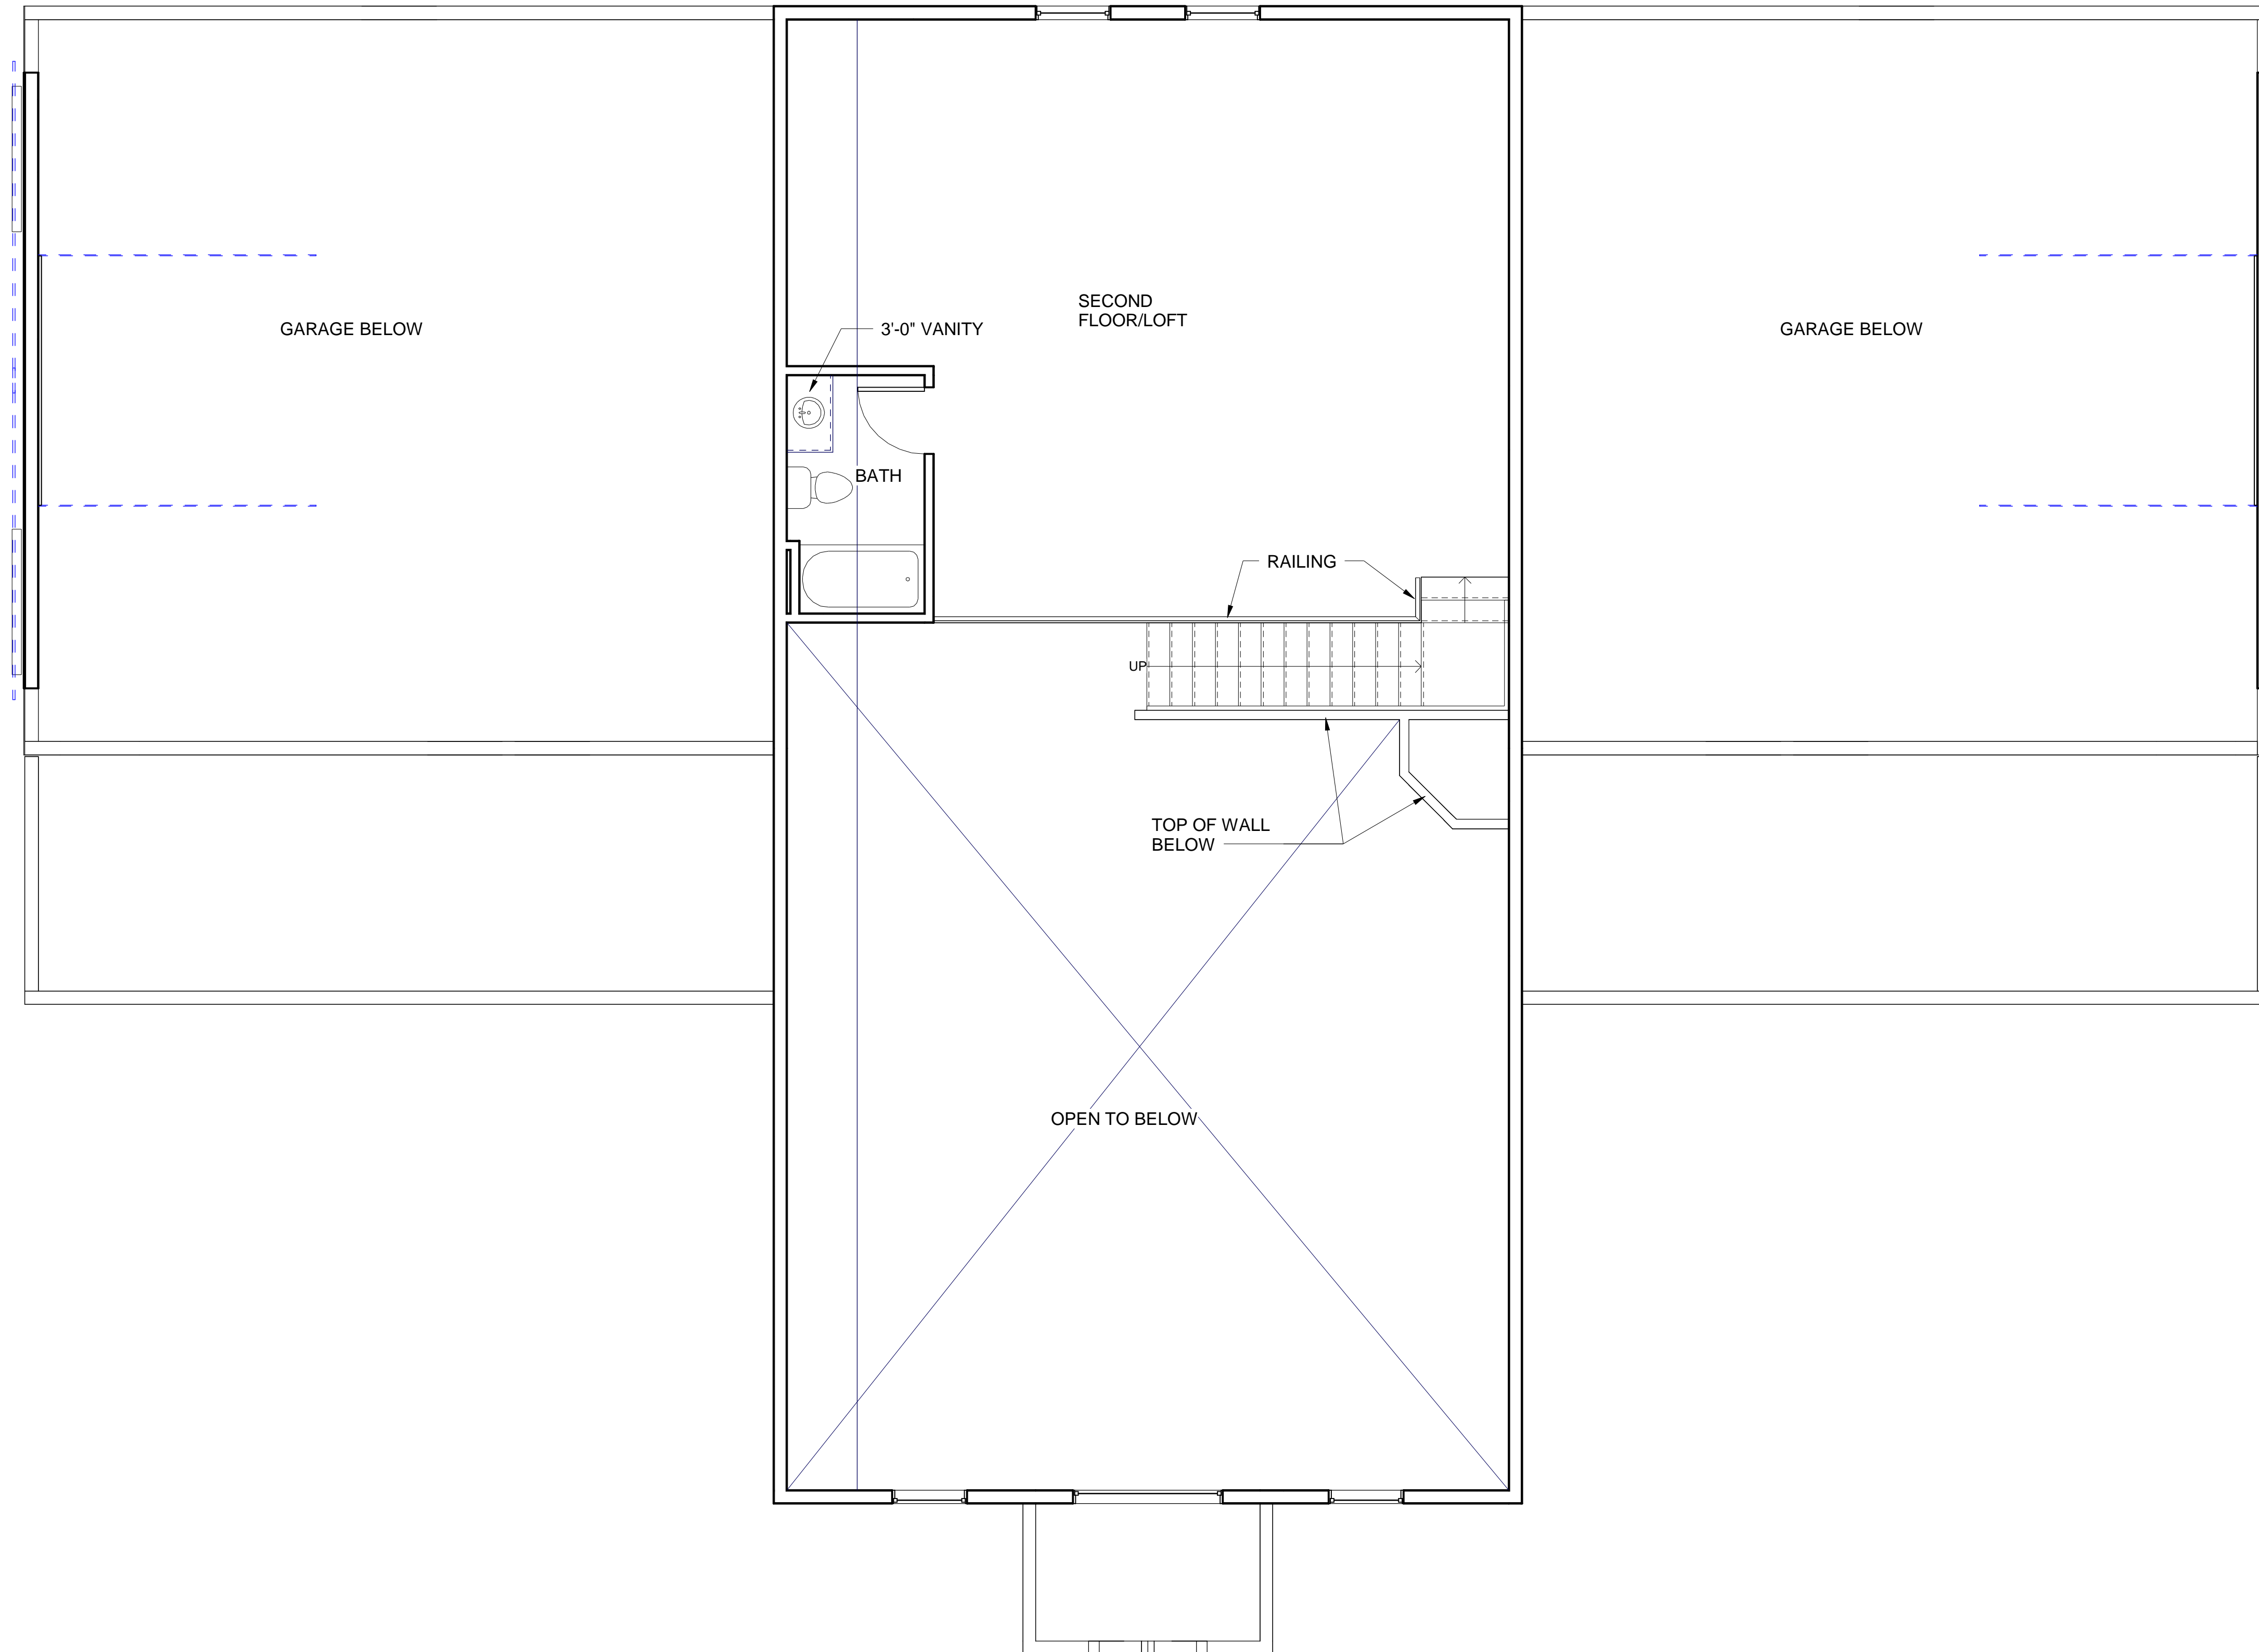 SECOND
FLOOR/LOFT
GARAGE BELOW
3'-0" VANITY
GARAGE BELOW
BATH
RAILING
UP
TOP OF WALL
BELOW
OPEN TO BELOW